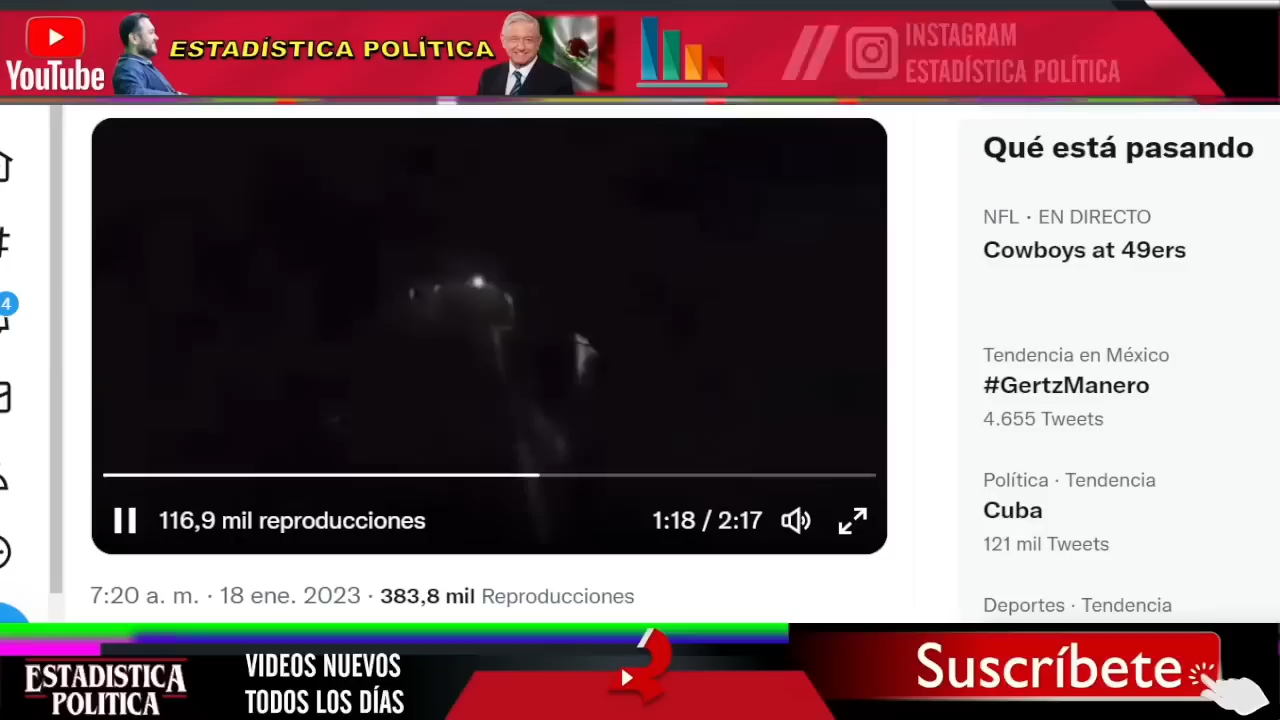 YouTube
ESTADÍSTICA POLÍTICA
INSTAGRAM
ESTADÍSTICA POLÍTICA
Qué está pasando
NFL · EN DIRECTO
Cowboys at 49ers
Tendencia en México
#GertzManero
4.655 Tweets
Política · Tendencia
Cuba
121 mil Tweets
Deportes · Tendencia
4
116,9 mil reproducciones
1:18 / 2:17
7:20 a. m. · 18 ene. 2023 · 383,8 mil Reproducciones
ESTADISTICA
POLITICA
VIDEOS NUEVOS
TODOS LOS DÍAS
Suscríbete